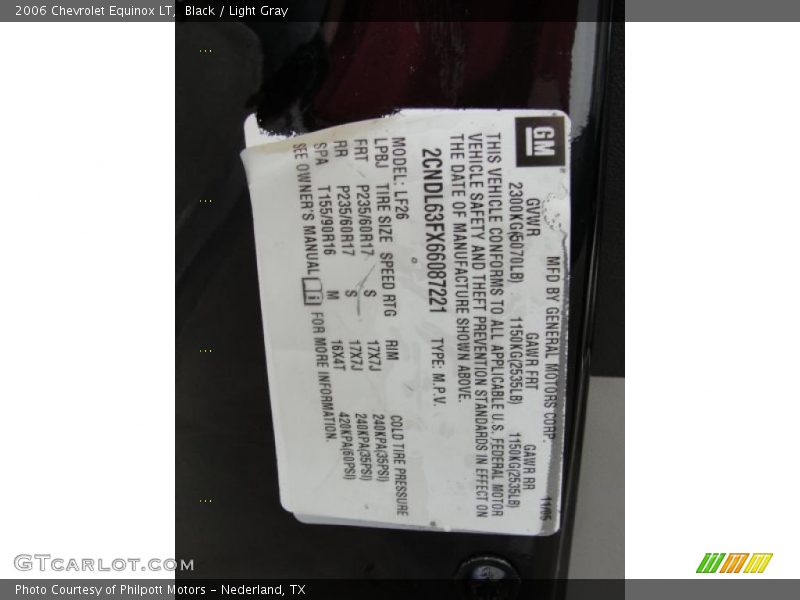 2006 Chevrolet Equinox LT, Black / Light Gray
GM
MFD BY GENERAL MOTORS CORP. 11/05
GVWR GAWR FRT GAWR RR
2300KG(5070LB) 1150KG(2535LB) 1150KG(2535LB)
THIS VEHICLE CONFORMS TO ALL APPLICABLE U.S. FEDERAL MOTOR
VEHICLE SAFETY AND THEFT PREVENTION STANDARDS IN EFFECT ON
THE DATE OF MANUFACTURE SHOWN ABOVE.
2CNDL63FX66087221 TYPE: M.P.V.
MODEL: LF26
LPBJ TIRE SIZE SPEED RTG RIM COLD TIRE PRESSURE
FRT P235/60R17 S 17X7J 240KPA(35PSI)
RR P235/60R17 S 17X7J 240KPA(35PSI)
SPA T155/90R16 M 16X4T 420KPA(60PSI)
SEE OWNER'S MANUAL FOR MORE INFORMATION.
GTcarlot.com
Photo Courtesy of Philpott Motors - Nederland, TX